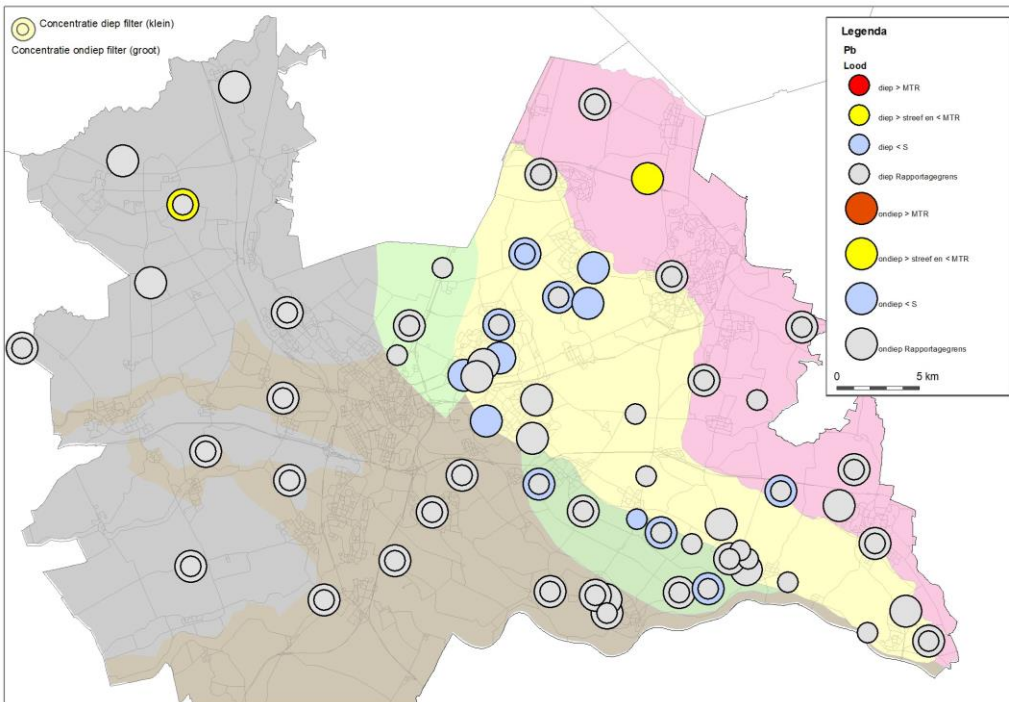 Concentratie diep filter (klein)
Concentratie ondiep filter (groot)
Legenda
Pb
Lood
diep > MTR
diep > streef en < MTR
diep < S
diep Rapportagegrens
ondiep > MTR
ondiep > streef en < MTR
ondiep < S
ondiep Rapportagegrens
0 5 km